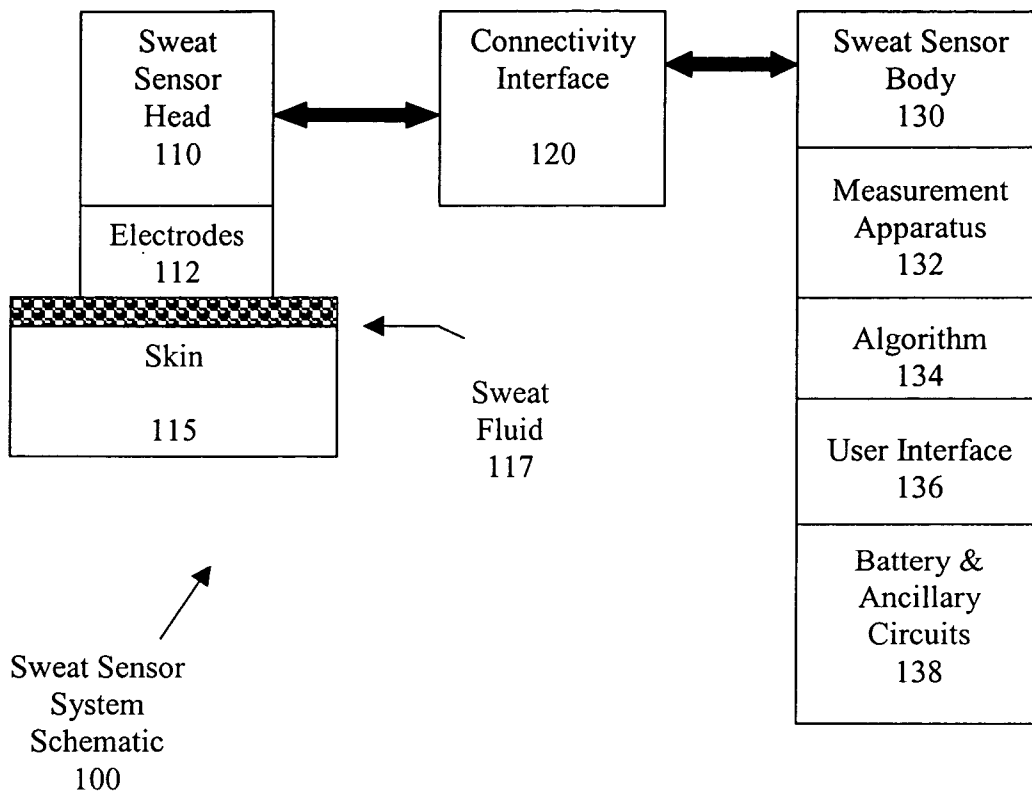 Sweat
Sensor
Head
110
Electrodes
112
Skin
115
Sweat
Fluid
117
Connectivity
Interface
120
Sweat Sensor
Body
130
Measurement
Apparatus
132
Algorithm
134
User Interface
136
Battery &
Ancillary
Circuits
138
Sweat Sensor
System
Schematic
100